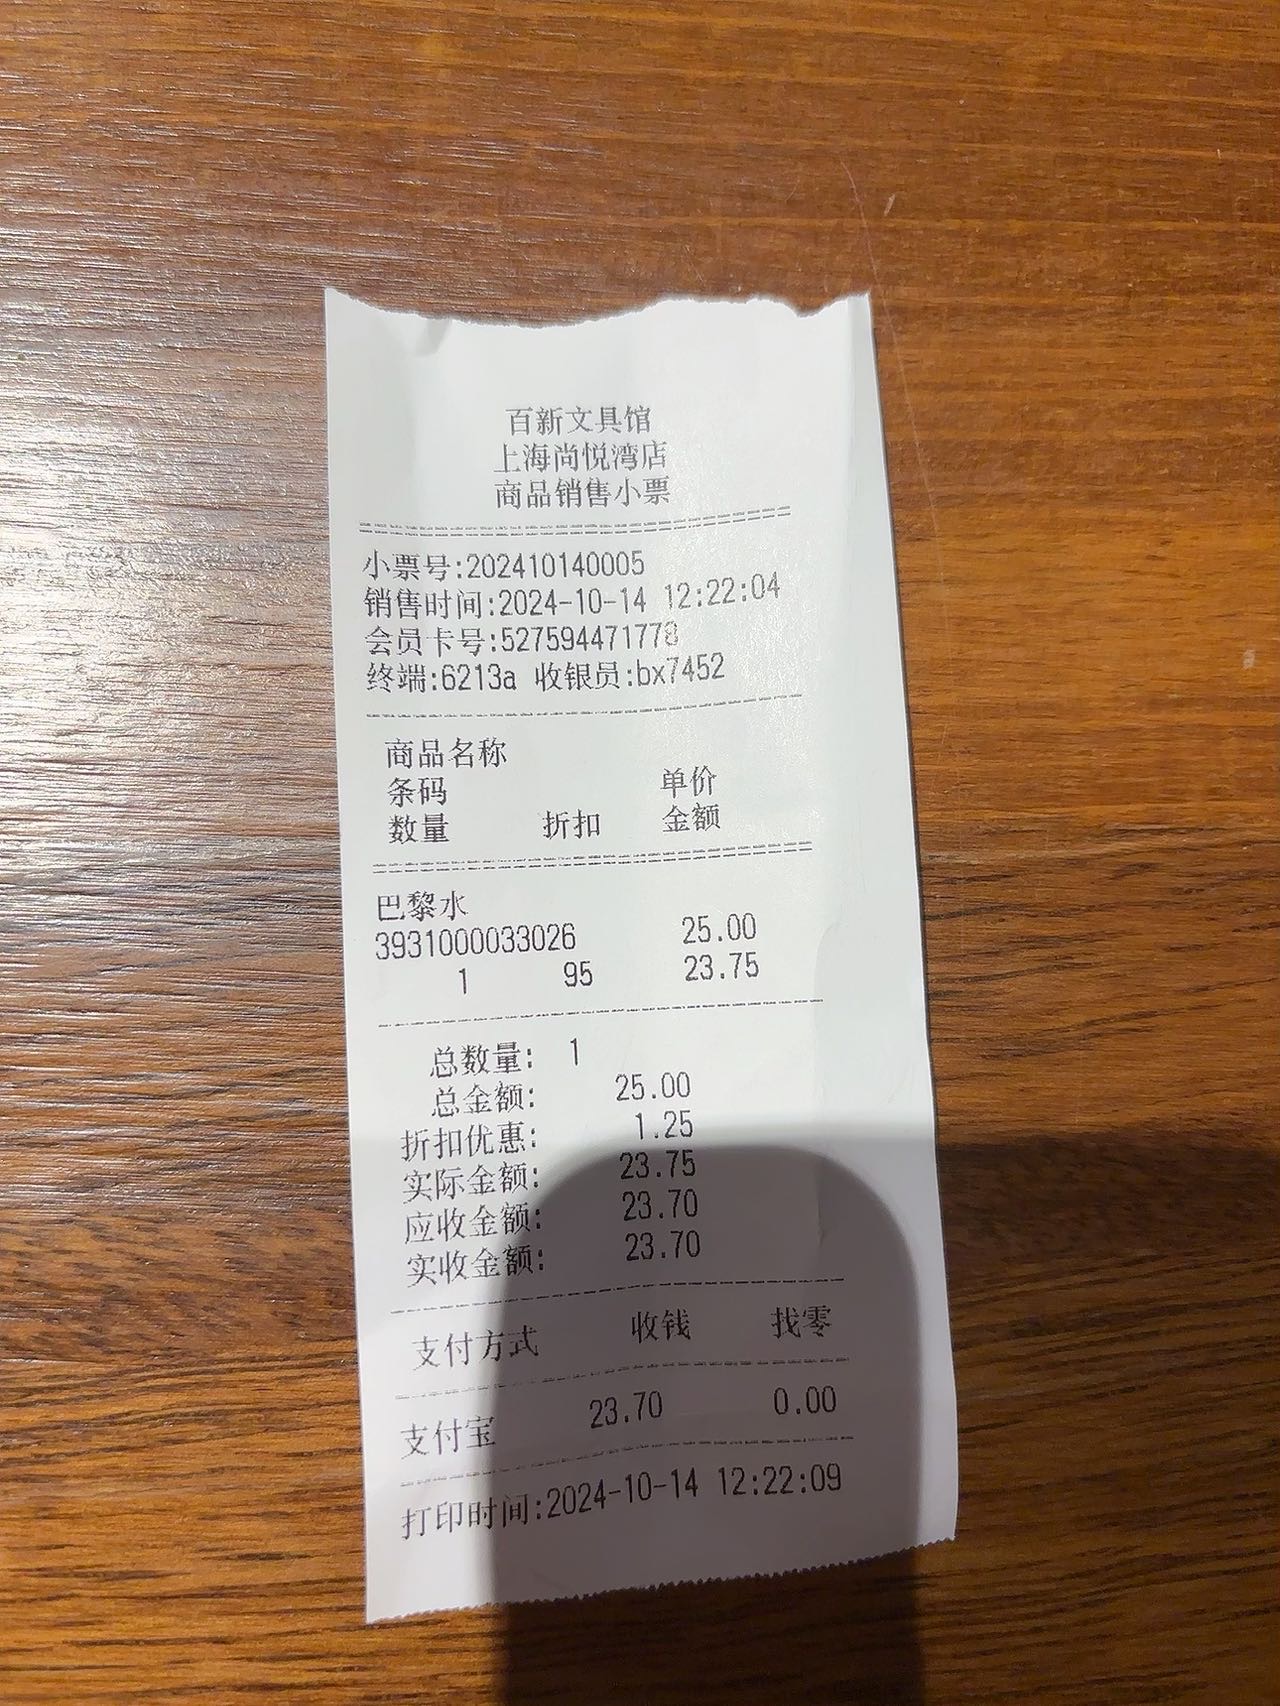 百新文具馆
上海尚悦湾店
商品销售小票
小票号:202410140005
销售时间:2024-10-14 12:22:04
会员卡号:527594471778
终端:6213a 收银员:bx7452
商品名称
条码 单价
数量 折扣 金额
巴黎水
3931000033026 25.00
1 95 23.75
总数量: 1
总金额: 25.00
折扣优惠: 1.25
实际金额: 23.75
应收金额: 23.70
实收金额: 23.70
支付方式 收钱 找零
支付宝 23.70 0.00
打印时间:2024-10-14 12:22:09